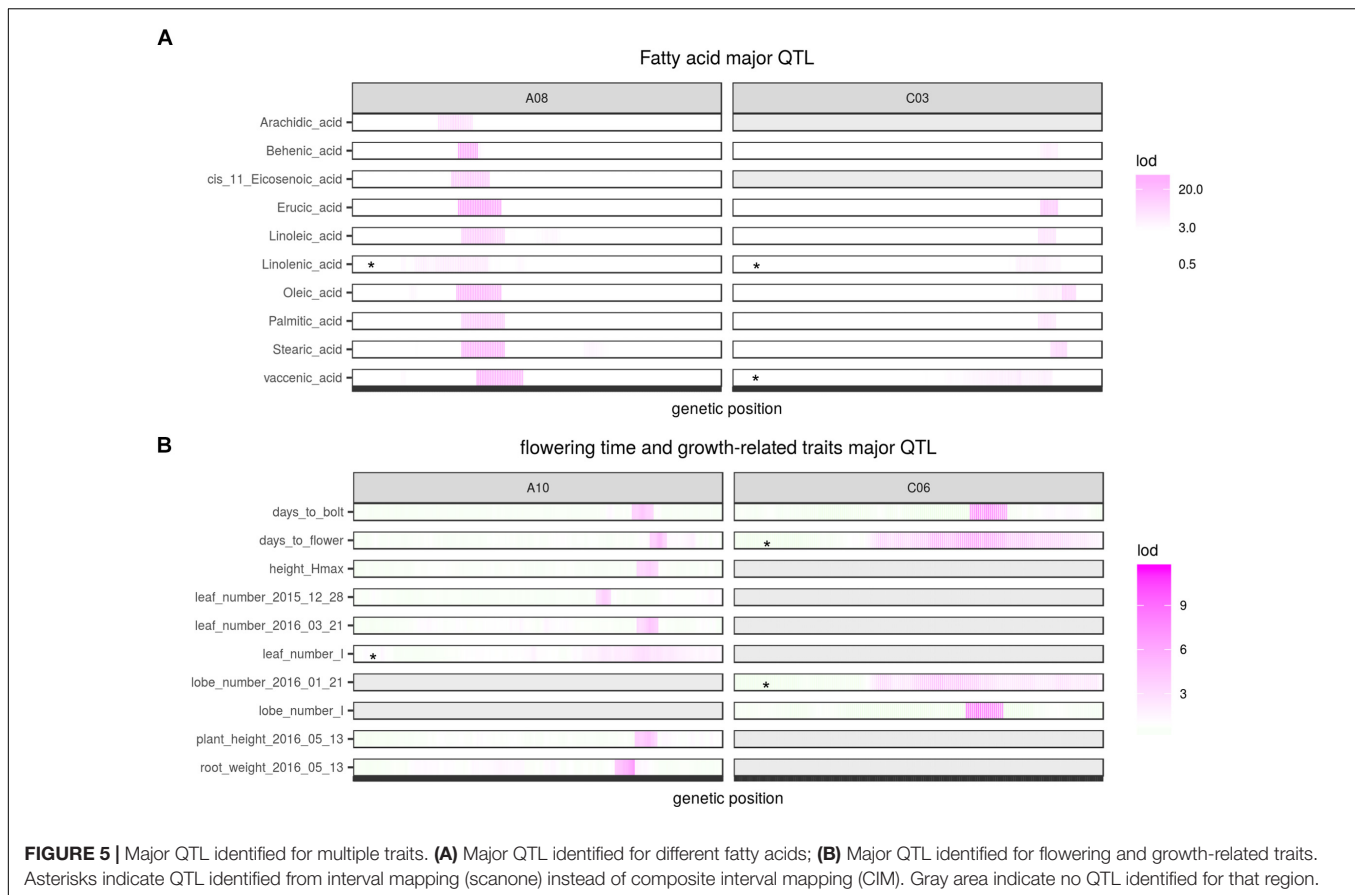 A
Fatty acid major QTL
A08 C03
Arachidic_acid
Behenic_acid
cis_11_Eicosenoic_acid
Erucic_acid
Linoleic_acid
Linolenic_acid * *
Oleic_acid
Palmitic_acid
Stearic_acid
vaccenic_acid *
genetic position
lod
20.0
3.0
0.5
B
flowering time and growth-related traits major QTL
A10 C06
days_to_bolt
days_to_flower *
height_Hmax
leaf_number_2015_12_28
leaf_number_2016_03_21
leaf_number_I *
lobe_number_2016_01_21 *
lobe_number_I
plant_height_2016_05_13
root_weight_2016_05_13
genetic position
lod
9
6
3
FIGURE 5 | Major QTL identified for multiple traits. (A) Major QTL identified for different fatty acids; (B) Major QTL identified for flowering and growth-related traits.
Asterisks indicate QTL identified from interval mapping (scanone) instead of composite interval mapping (CIM). Gray area indicate no QTL identified for that region.